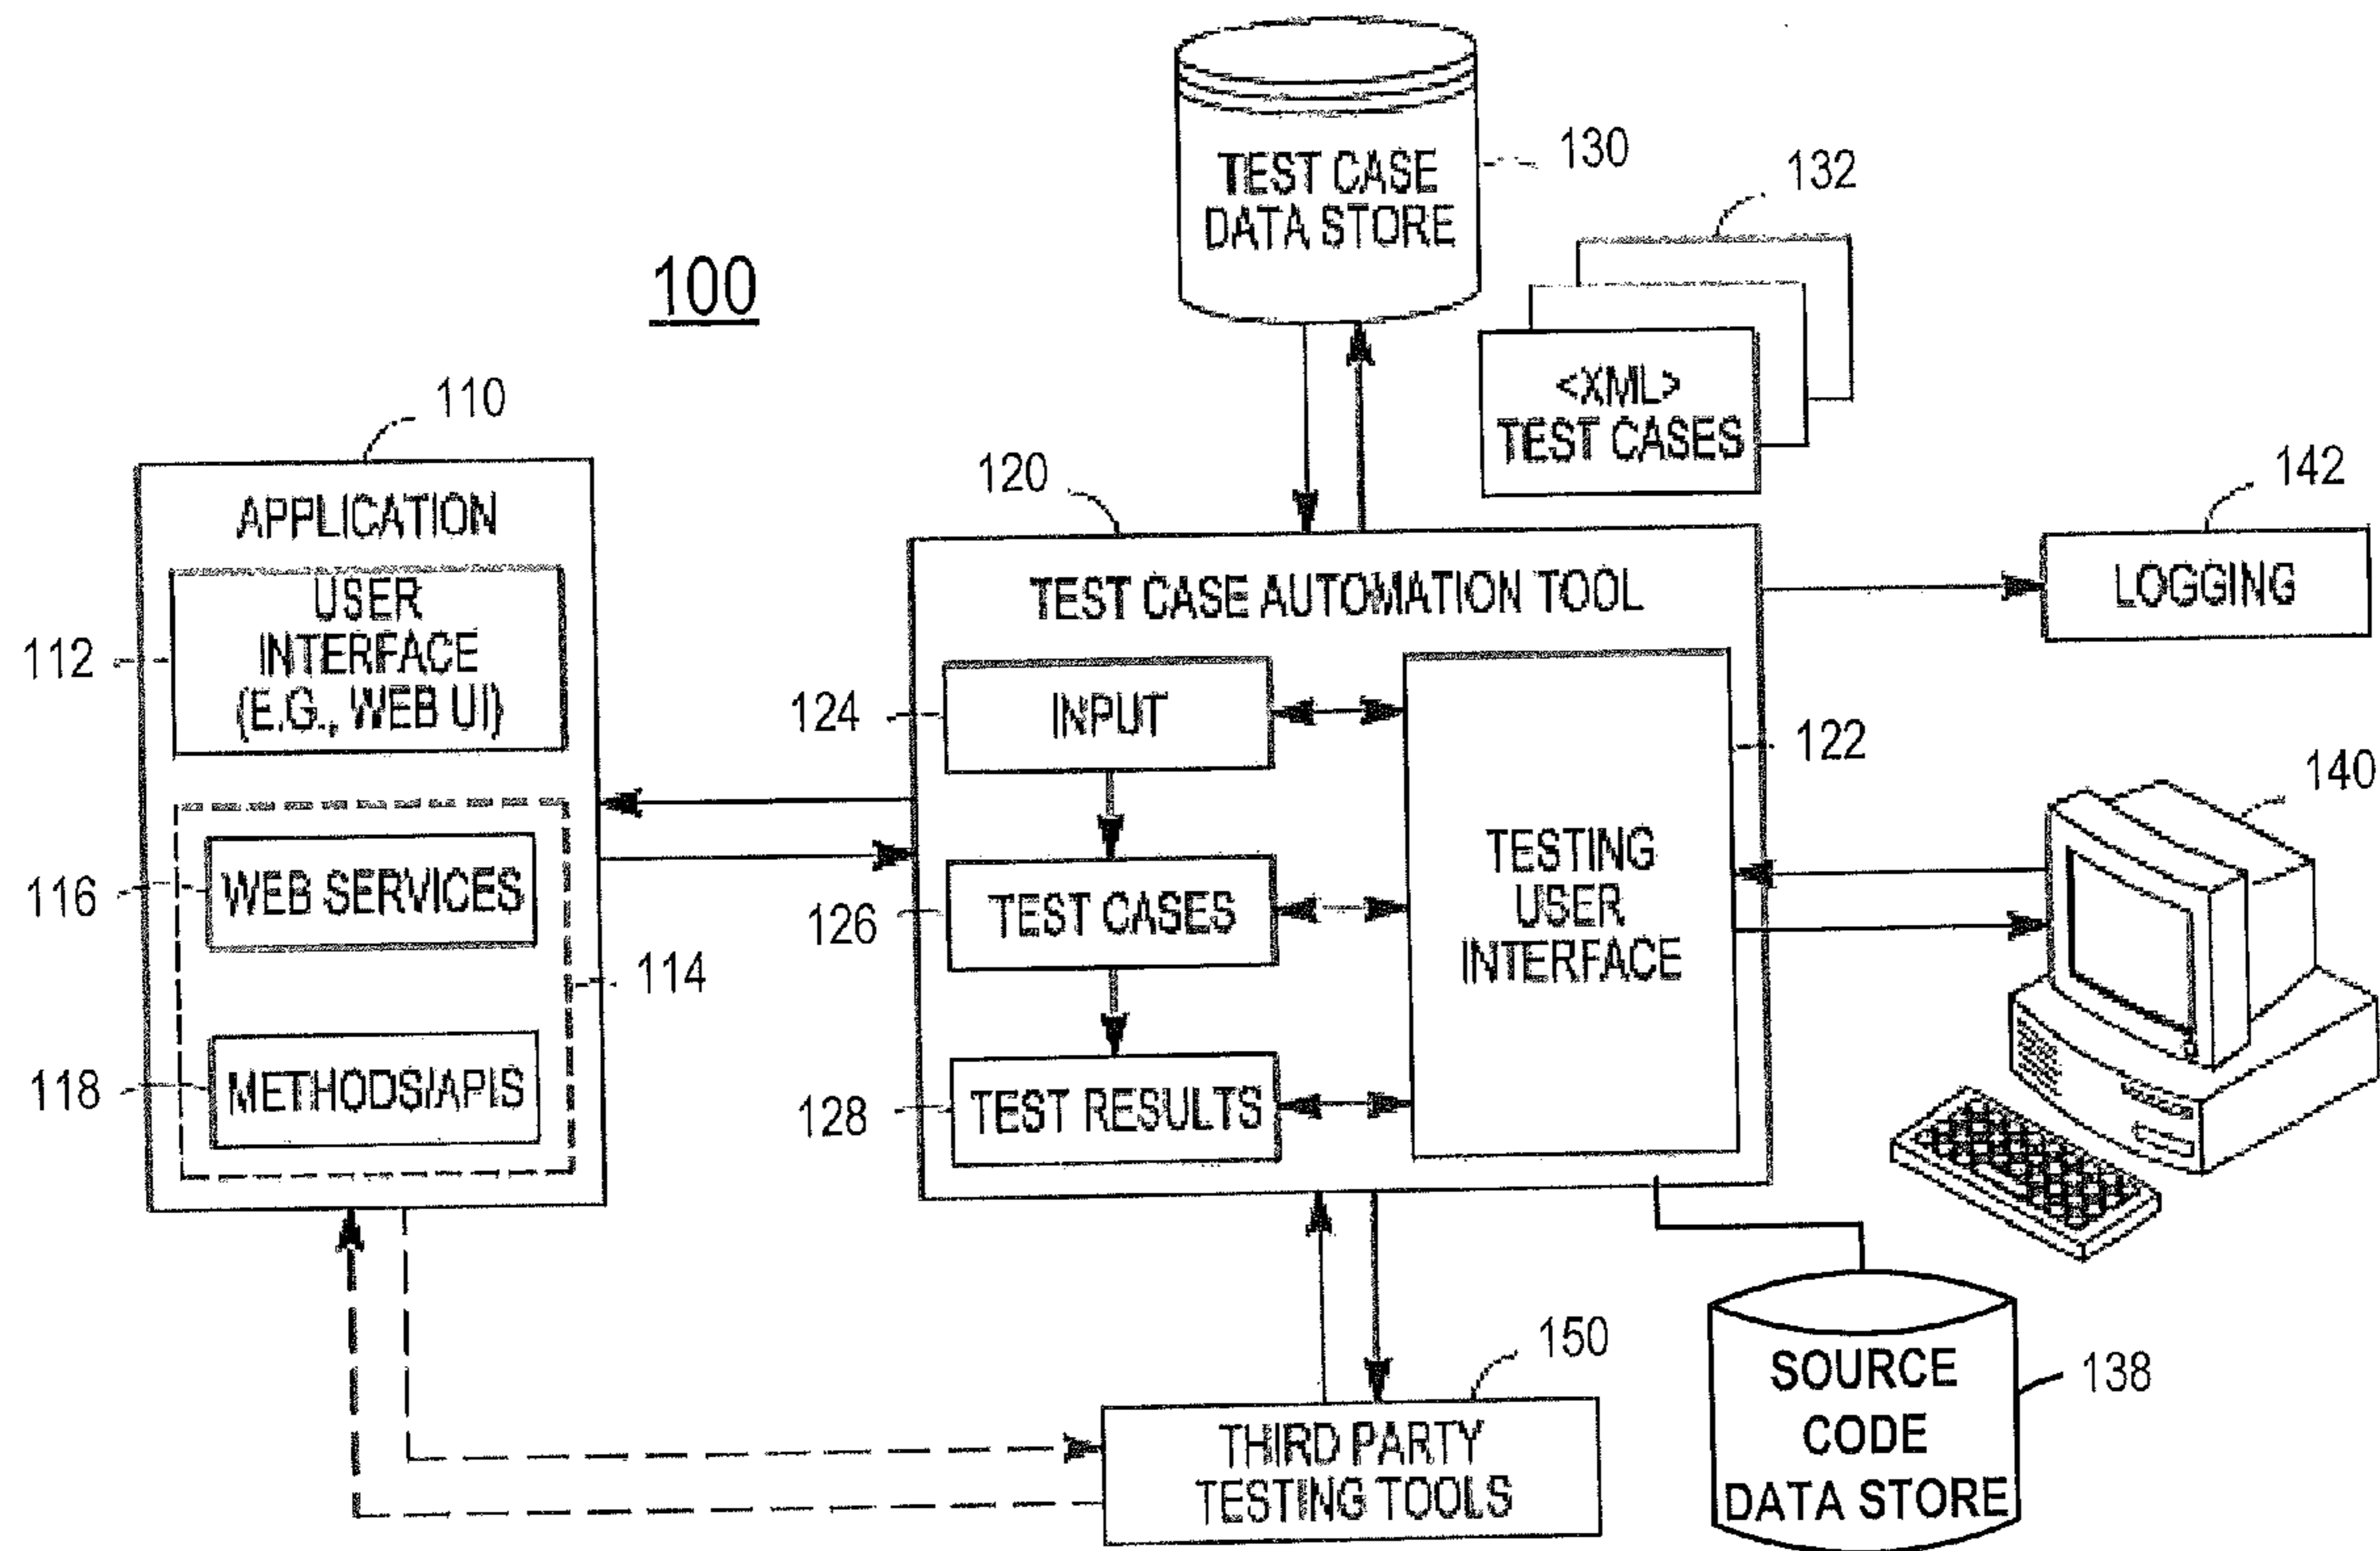 100
TEST CASE
DATA STORE
130
132
<XML>
TEST CASES
110
APPLICATION
USER
INTERFACE
(E.G., WEB UI)
112
WEB SERVICES
116
114
METHODS/APIS
118
120
TEST CASE AUTOMATION TOOL
INPUT
124
TEST CASES
126
TEST RESULTS
128
TESTING
USER
INTERFACE
122
142
LOGGING
140
150
THIRD PARTY
TESTING TOOLS
SOURCE
CODE
DATA STORE
138